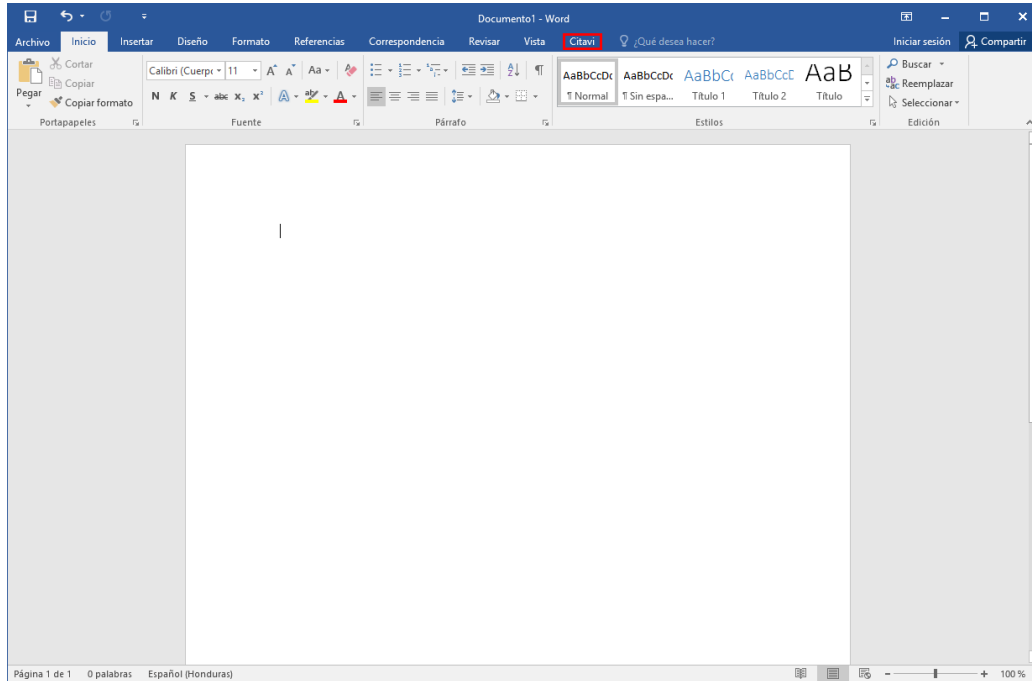 Documento1 - Word
Archivo Inicio Insertar Diseño Formato Referencias Correspondencia Revisar Vista Citavi ¿Qué desea hacer? Iniciar sesión Compartir
Pegar
Cortar
Copiar
Copiar formato
Portapapeles
Calibri (Cuerpo 11 A A Aa
N K S abc x₂ x² A aby A
Fuente
Párrafo
AaBbCcDc AaBbCcDc AaBbCc AaBbCcE AaB
¶ Normal ¶ Sin espa... Título 1 Título 2 Título
Estilos
Buscar
Reemplazar
Seleccionar
Edición
Página 1 de 1 0 palabras Español (Honduras) 100 %